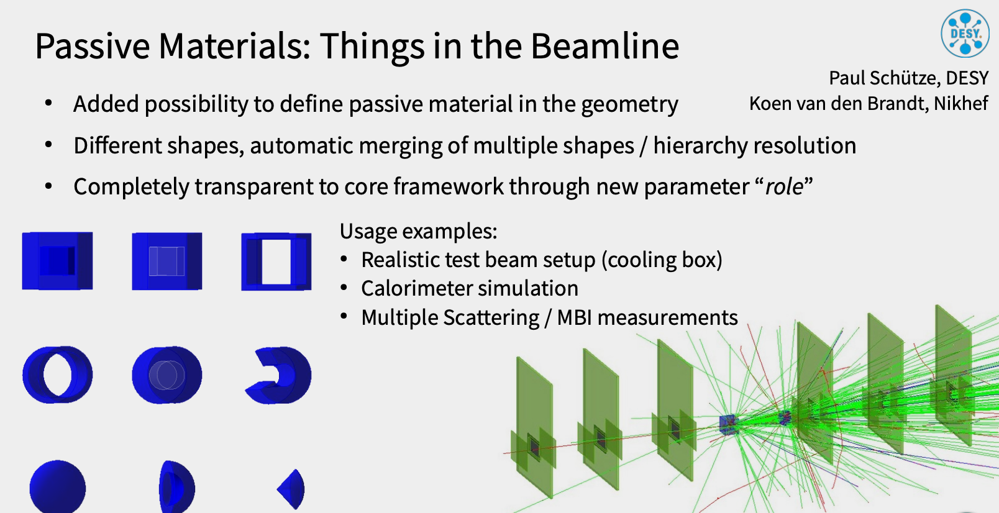 Passive Materials: Things in the Beamline
DESY.
Paul Schütze, DESY
Koen van den Brandt, Nikhef
• Added possibility to define passive material in the geometry
• Different shapes, automatic merging of multiple shapes / hierarchy resolution
• Completely transparent to core framework through new parameter “role”
Usage examples:
• Realistic test beam setup (cooling box)
• Calorimeter simulation
• Multiple Scattering / MBI measurements